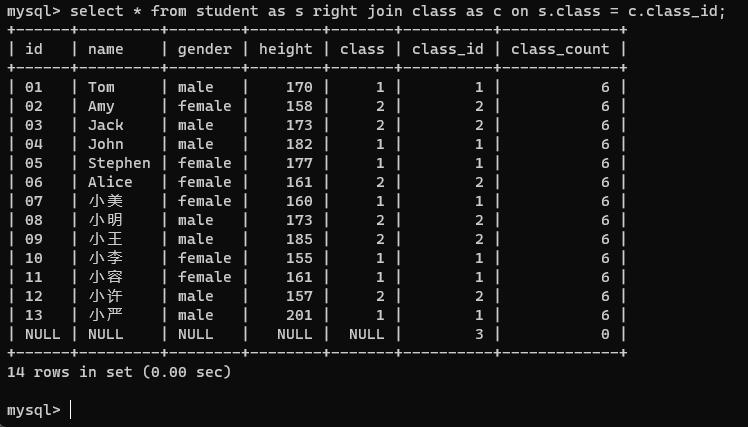 mysql> select * from student as s right join class as c on s.class = c.class_id;
+------+---------+--------+--------+-------+----------+-------------+
| id   | name    | gender | height | class | class_id | class_count |
+------+---------+--------+--------+-------+----------+-------------+
| 01   | Tom     | male   |    170 |     1 |        1 |           6 |
| 02   | Amy     | female |    158 |     2 |        2 |           6 |
| 03   | Jack    | male   |    173 |     2 |        2 |           6 |
| 04   | John    | male   |    182 |     1 |        1 |           6 |
| 05   | Stephen | female |    177 |     1 |        1 |           6 |
| 06   | Alice   | female |    161 |     2 |        2 |           6 |
| 07   | 小美    | female |    160 |     1 |        1 |           6 |
| 08   | 小明    | male   |    173 |     2 |        2 |           6 |
| 09   | 小王    | male   |    185 |     2 |        2 |           6 |
| 10   | 小李    | female |    155 |     1 |        1 |           6 |
| 11   | 小容    | female |    161 |     1 |        1 |           6 |
| 12   | 小许    | male   |    157 |     2 |        2 |           6 |
| 13   | 小严    | male   |    201 |     1 |        1 |           6 |
| NULL | NULL    | NULL   |   NULL |  NULL |        3 |           0 |
+------+---------+--------+--------+-------+----------+-------------+
14 rows in set (0.00 sec)
mysql>